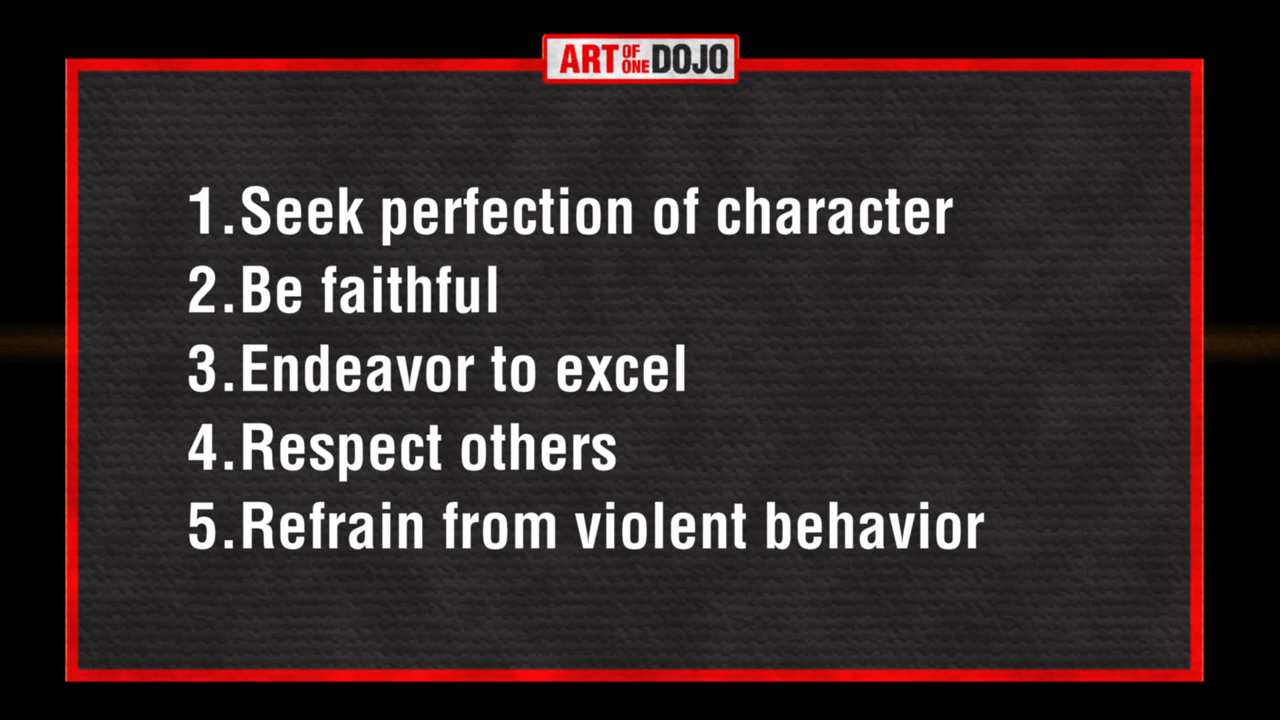 ART OF ONE DOJO
1.Seek perfection of character
2.Be faithful
3.Endeavor to excel
4.Respect others
5.Refrain from violent behavior